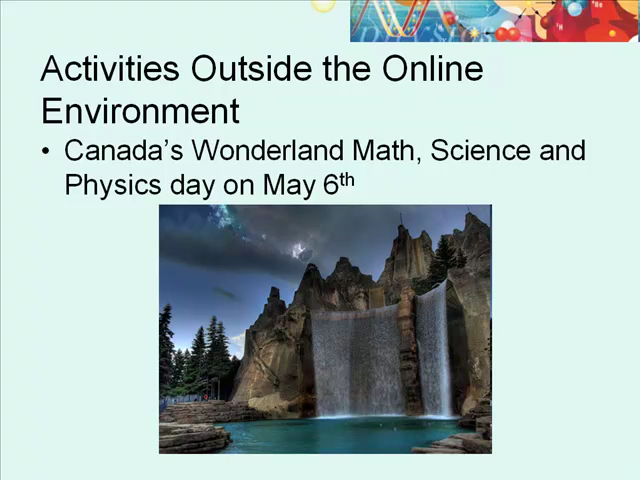 Activities Outside the Online
Environment
• Canada's Wonderland Math, Science and
Physics day on May 6th